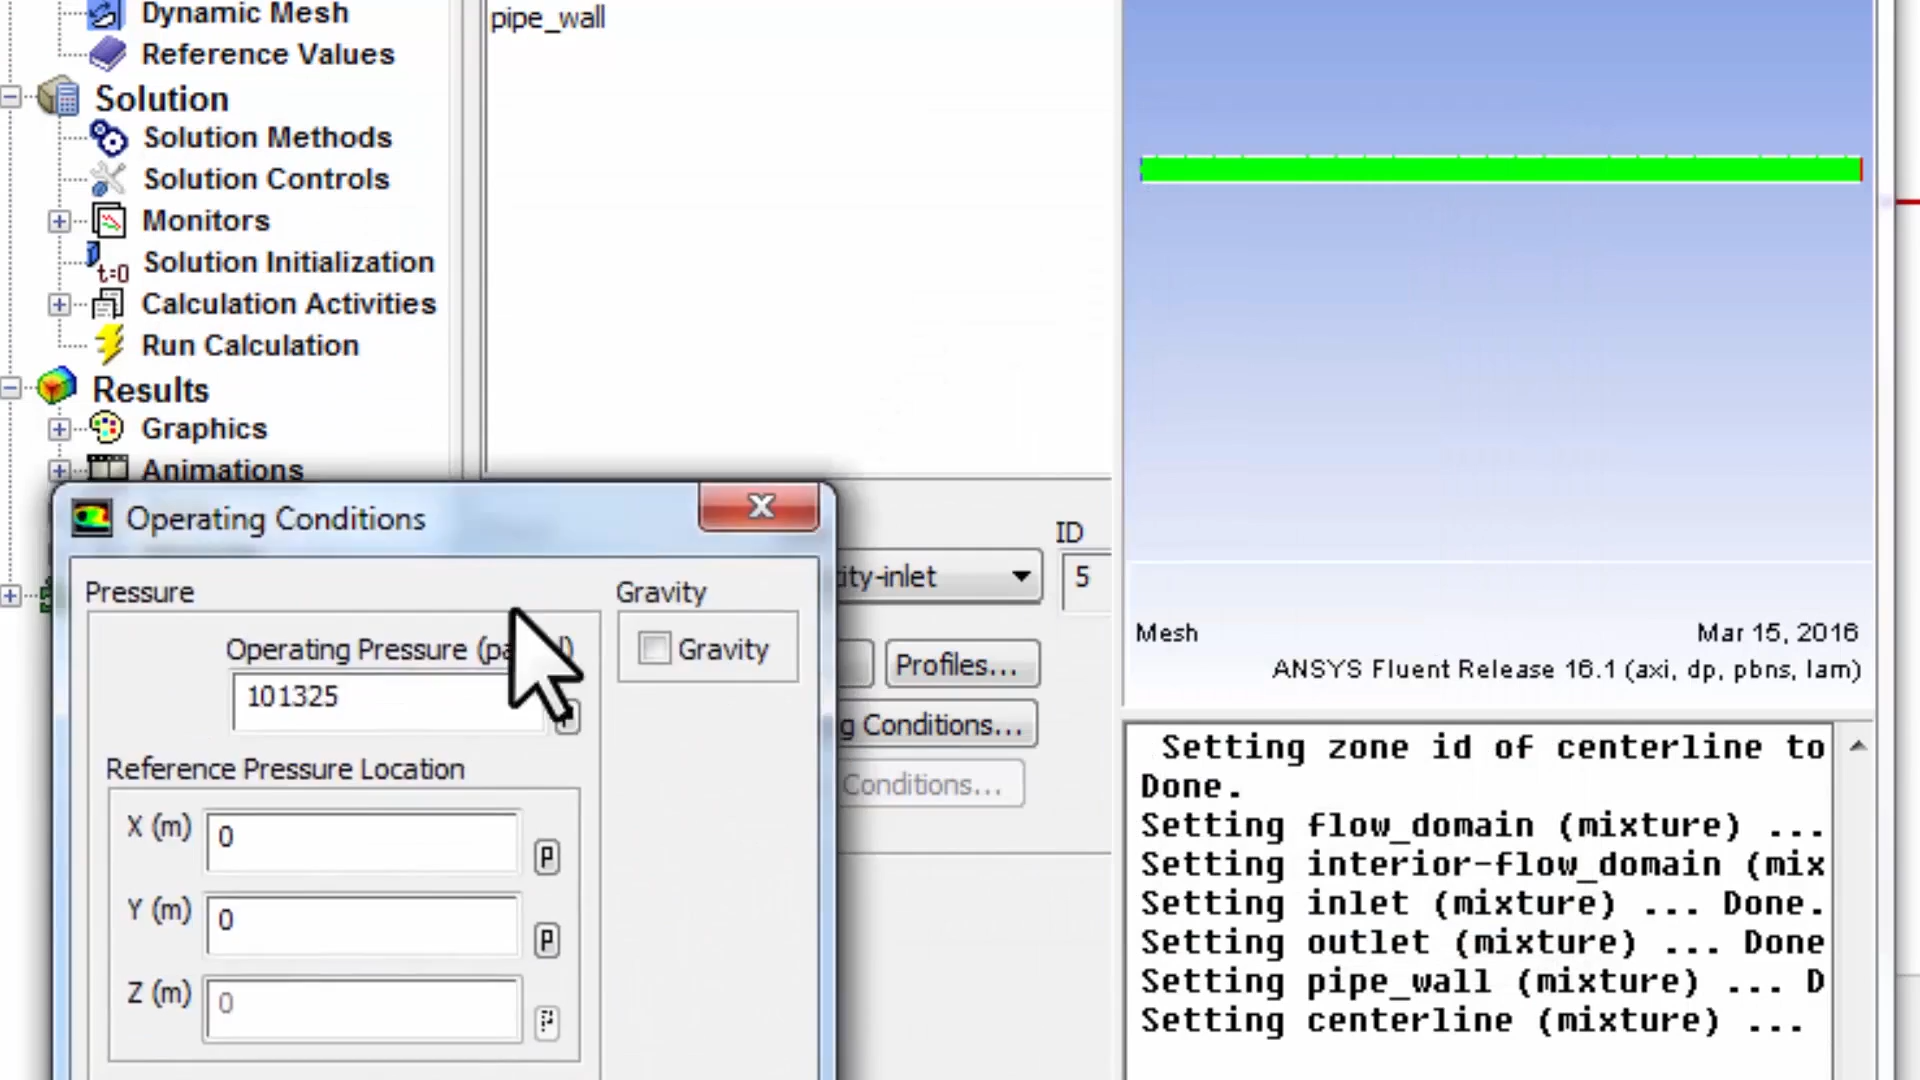 Dynamic Mesh
Reference Values
Solution
Solution Methods
Solution Controls
Monitors
t=0 Solution Initialization
Calculation Activities
Run Calculation
Results
Graphics
Animations
pipe_wall
Operating Conditions
X
Pressure
Operating Pressure
101325
Reference Pressure Location
X (m)
0
P
Y (m)
0
P
Z (m)
0
P
Gravity
Gravity
ID
ity-inlet
5
Profiles...
g Conditions...
Conditions...
Mesh
Mar 15, 2016
ANSYS Fluent Release 16.1 (axi, dp, pbns, lam)
Setting zone id of centerline to
Done.
Setting flow_domain (mixture) ...
Setting interior-flow_domain (mix
Setting inlet (mixture) ... Done.
Setting outlet (mixture) ... Done
Setting pipe_wall (mixture) ... D
Setting centerline (mixture) ...